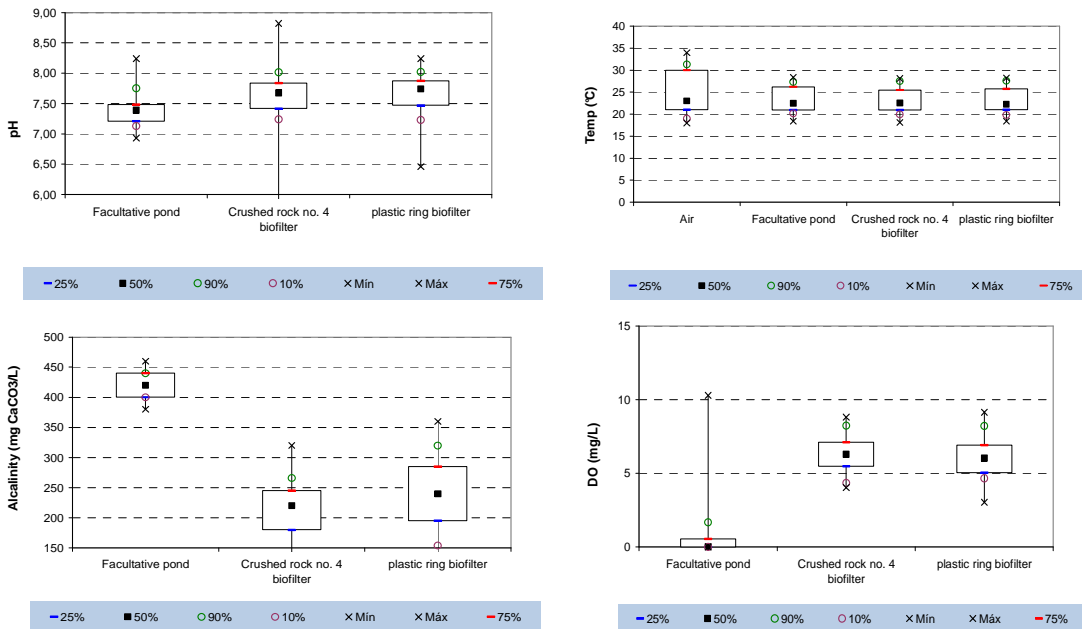 9,00
8,50
8,00
7,50
7,00
6,50
6,00
pH
Facultative pond
Crushed rock no. 4
biofilter
plastic ring biofilter
25% 50% 90% 10% Mín Máx 75%
40
35
30
25
20
15
10
5
0
Temp (ºC)
Air
Facultative pond
Crushed rock no. 4
biofilter
plastic ring biofilter
25% 50% 90% 10% Mín Máx 75%
500
450
400
350
300
250
200
150
Alcalinity (mg CaCO3/L)
Facultative pond
Crushed rock no. 4
biofilter
plastic ring biofilter
25% 50% 90% 10% Mín Máx 75%
15
10
5
0
DO (mg/L)
Facultative pond
Crushed rock no. 4
biofilter
plastic ring biofilter
25% 50% 90% 10% Mín Máx 75%